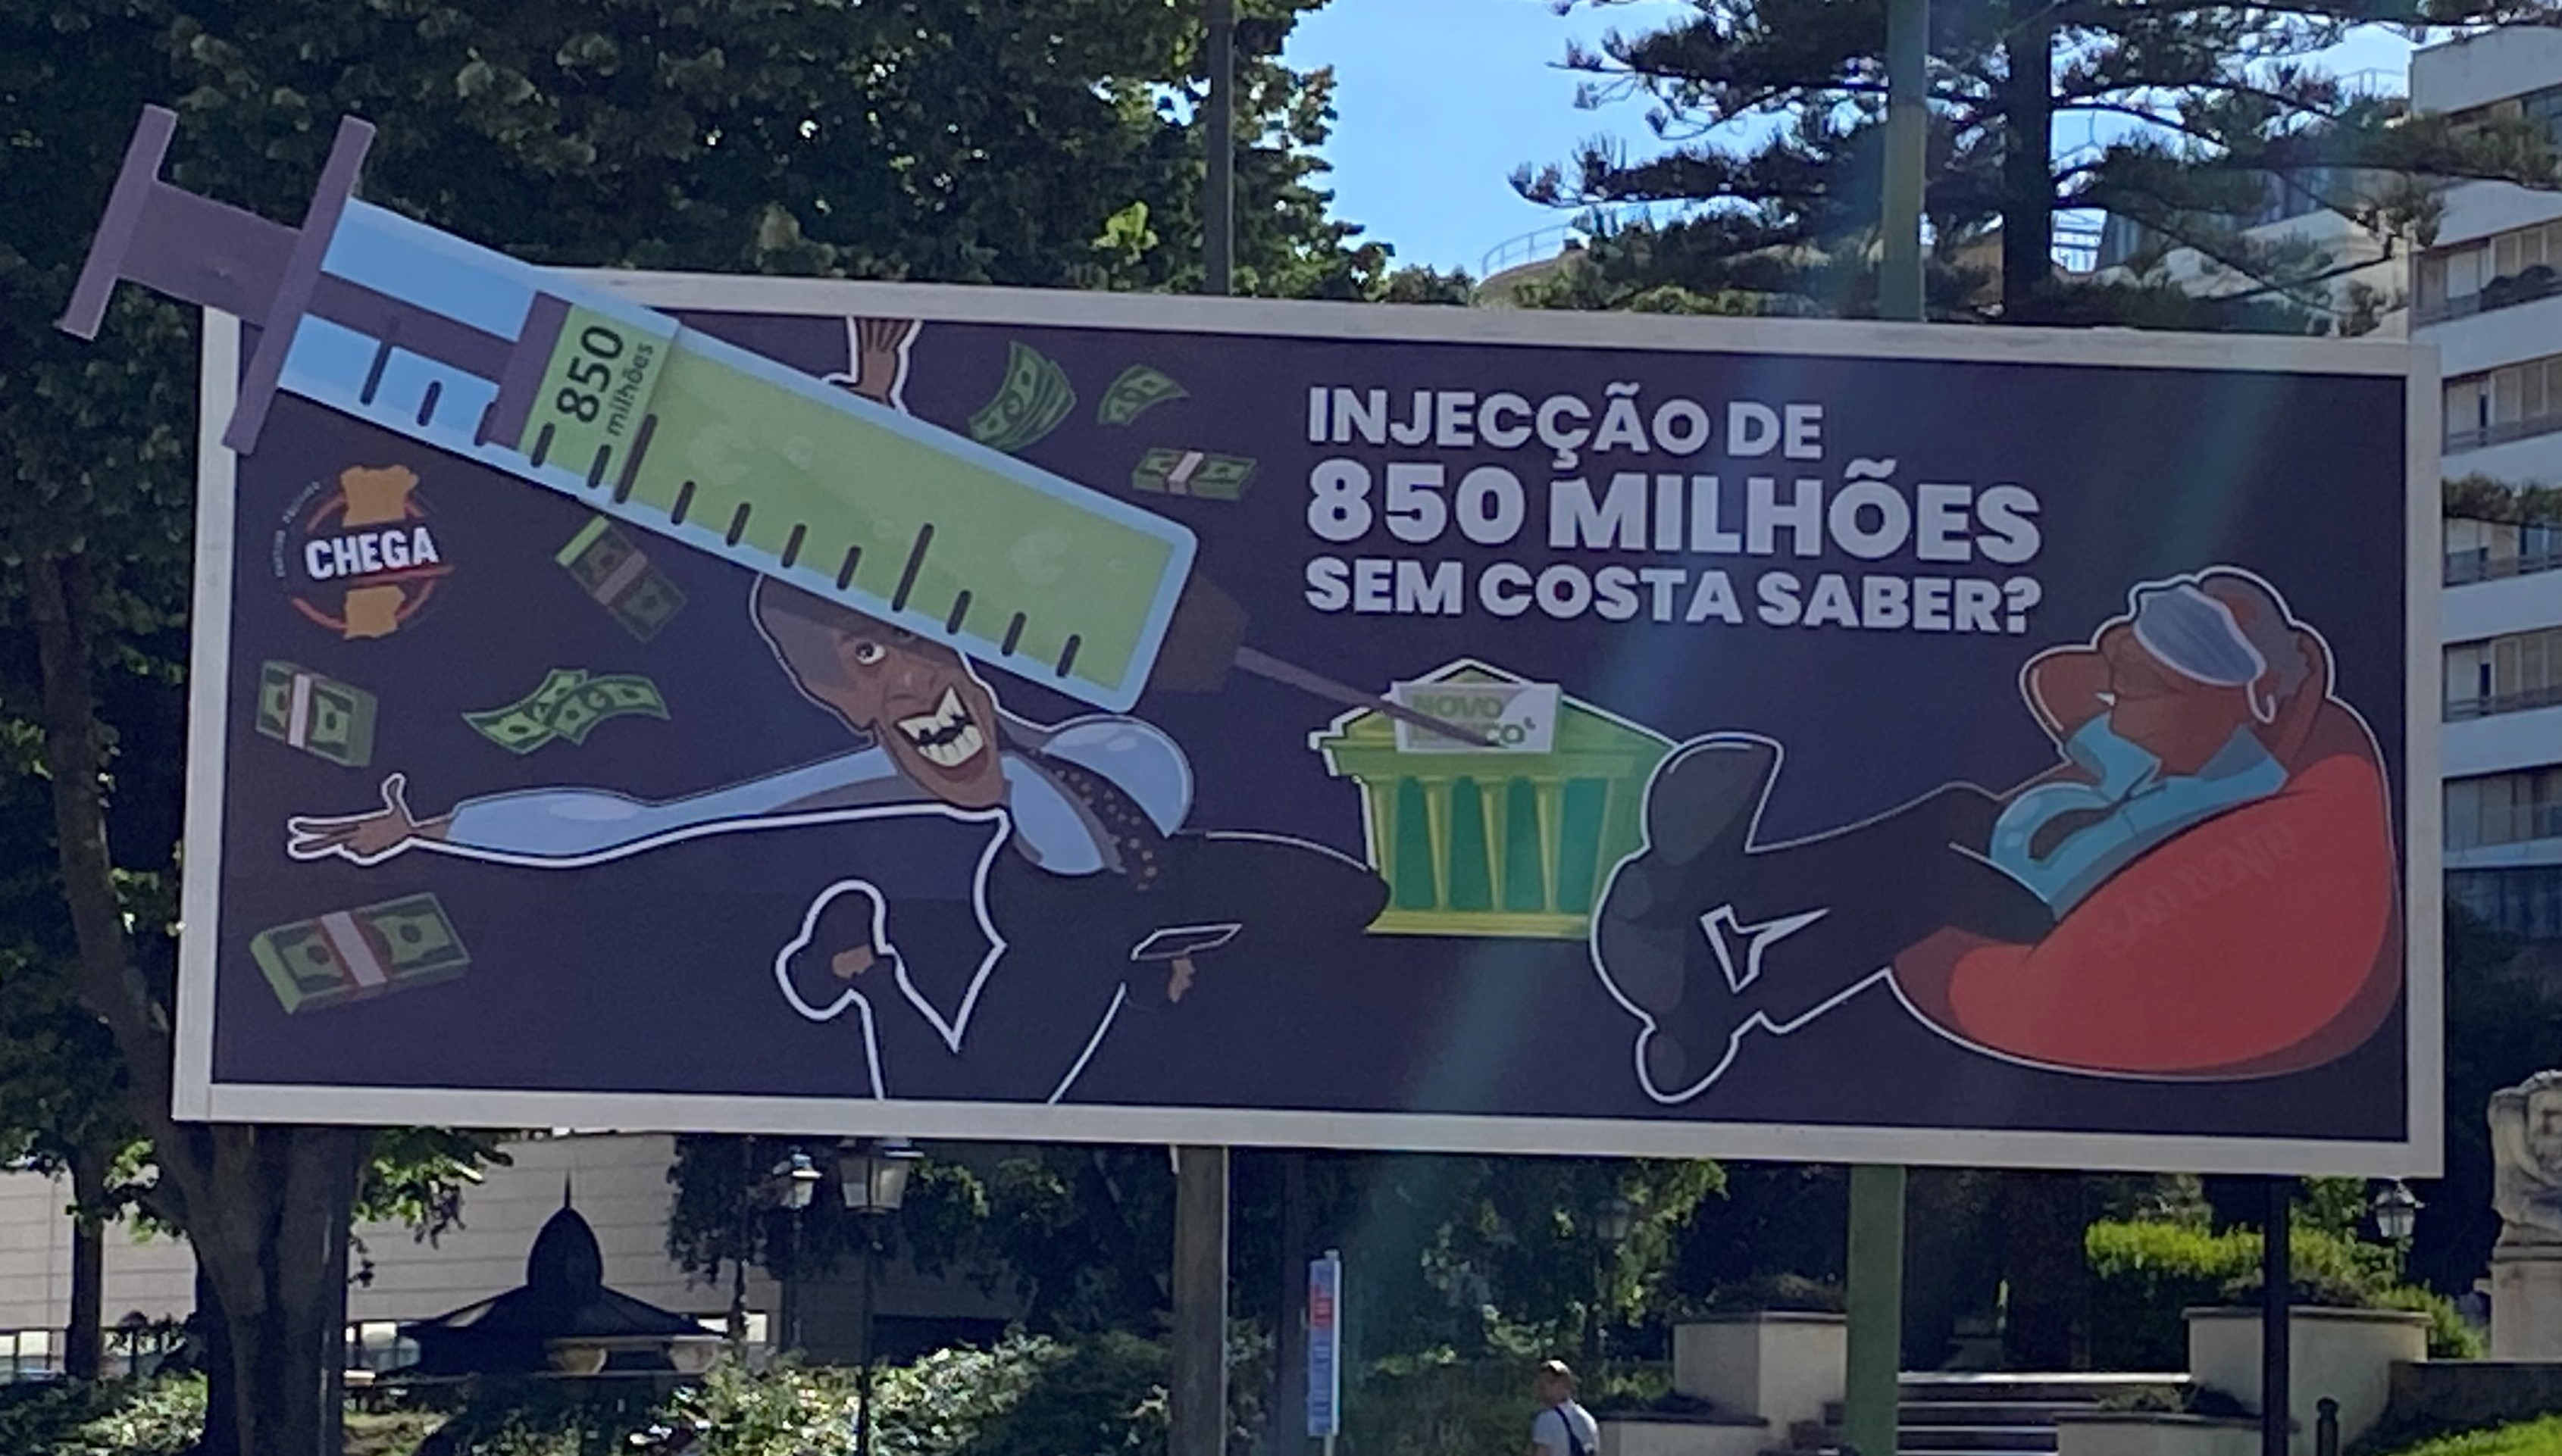 850
milhões
CHEGA
INJECÇÃO DE
850 MILHÕES
SEM COSTA SABER?
NOVO